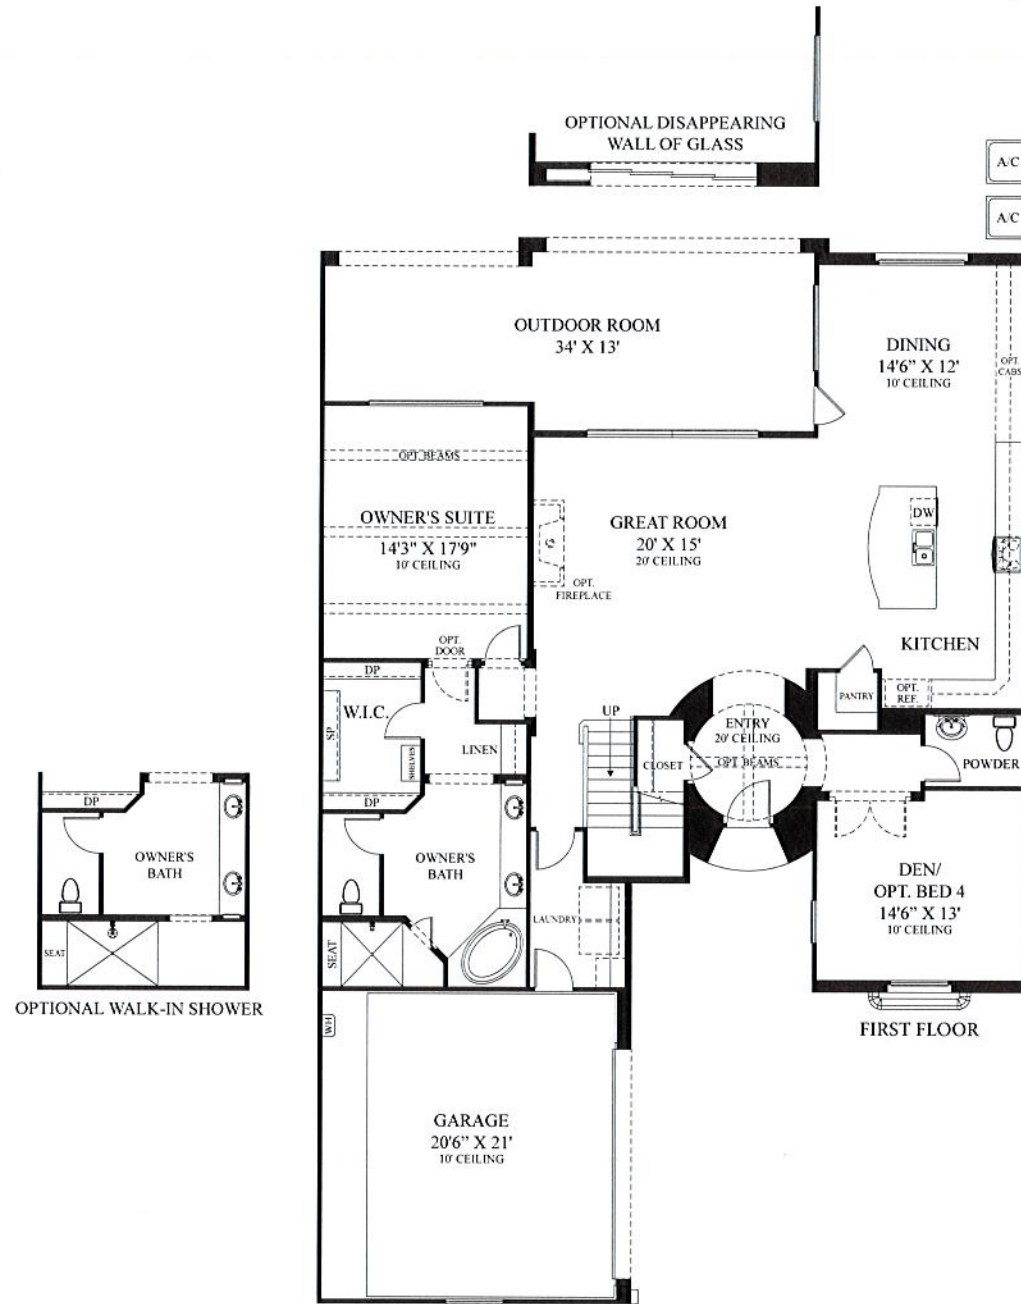 OPTIONAL DISAPPEARING
WALL OF GLASS
A/C
A/C
OUTDOOR ROOM
34' X 13'
DINING
14'6” X 12'
10' CEILING
OPT.
CABS
OPT. BEAMS
OWNER'S SUITE
14'3" X 17'9"
10' CEILING
GREAT ROOM
20' X 15'
20' CEILING
DW
OPT.
FIREPLACE
OPT.
DOOR
KITCHEN
DP
W.I.C.
SP
SHELVES
LINEN
DP
UP
CLOSET
ENTRY
20' CEILING
OPT. BEAMS
PANTRY
OPT.
REF.
POWDER
DP
OWNER'S
BATH
SEAT
OPTIONAL WALK-IN SHOWER
OWNER'S
BATH
SEAT
LAUNDRY
DEN/
OPT. BED 4
14'6" X 13'
10' CEILING
FIRST FLOOR
WH
GARAGE
20'6” X 21'
10' CEILING